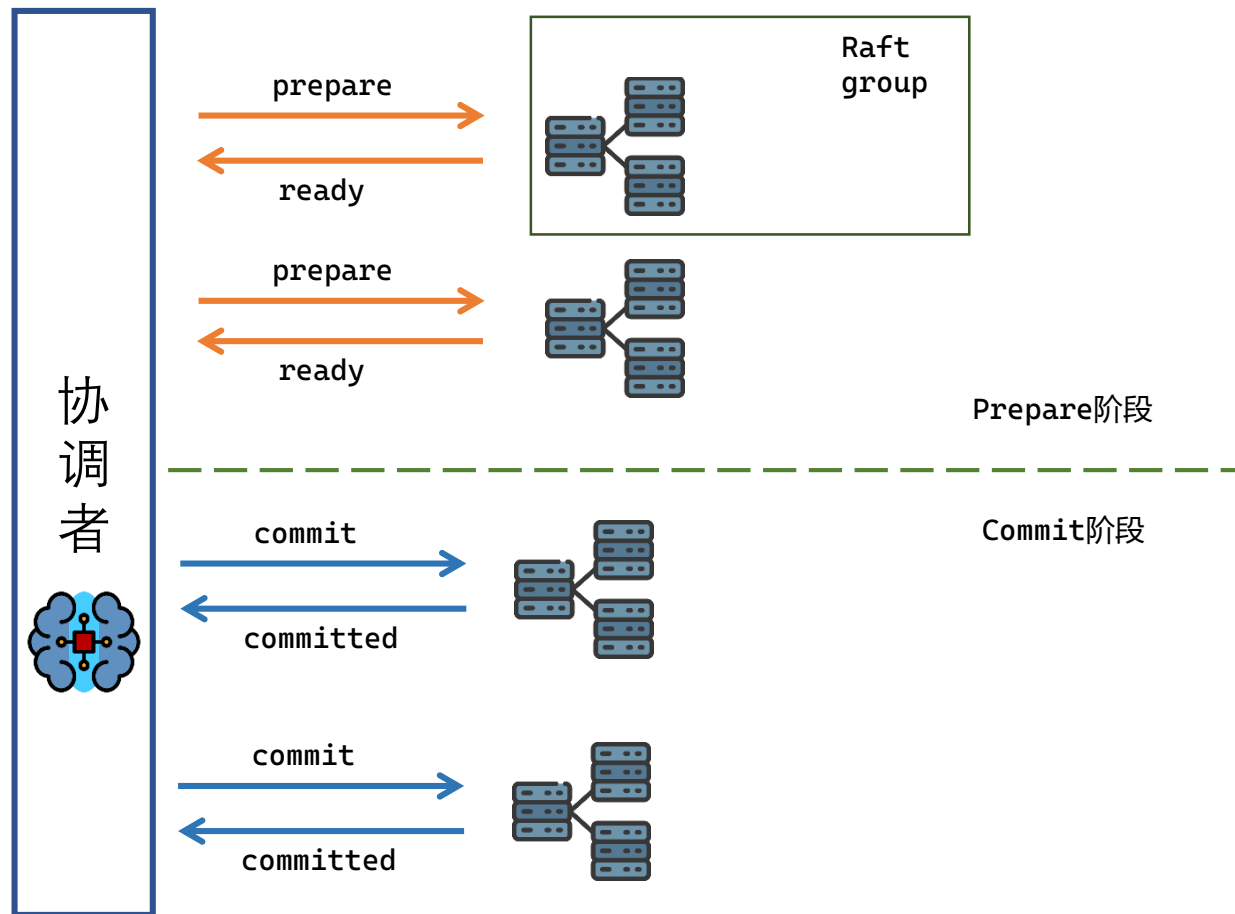 Raft
group
prepare
ready
prepare
ready
Prepare阶段
协
调
者
Commit阶段
commit
committed
commit
committed